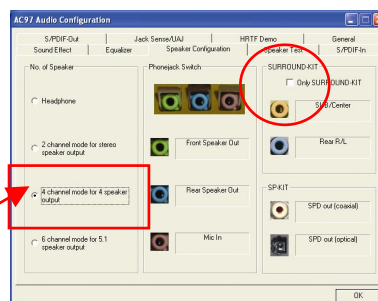 AC97 Audio Configuration
S/PDIF-Out
Jack Sense/UAJ
HRTF Demo
General
Sound Effect
Equalizer
Speaker Configuration
Speaker Test
S/PDIF-In
No. of Speaker
Headphone
2 channel mode for stereo
speaker output
4 channel mode for 4 speaker
output
6 channel mode for 5.1
speaker output
Phonejack Switch
Front Speaker Out
Rear Speaker Out
Mic In
SURROUND-KIT
Only SURROUND-KIT
SUB/Center
Rear R/L
SP-KIT
SPD out (coaxial)
SPD out (optical)
OK